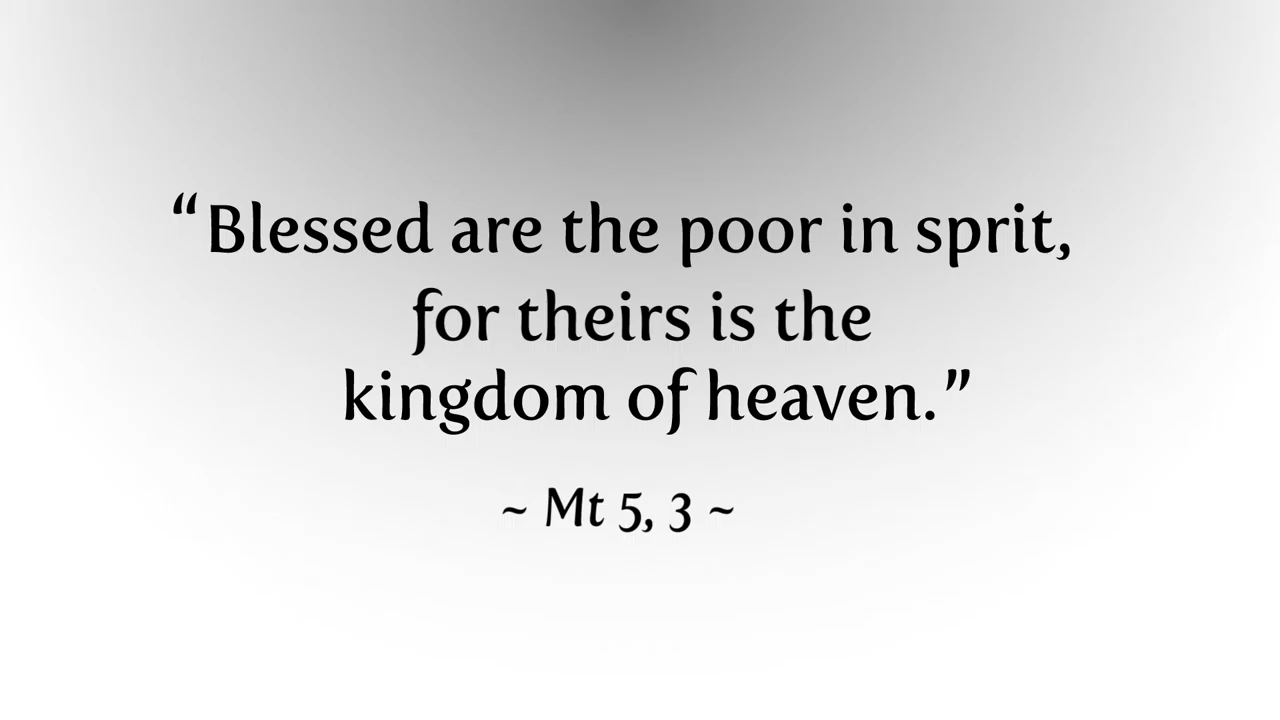 “Blessed are the poor in sprit,
for theirs is the
kingdom of heaven.”
~ Mt 5, 3 ~